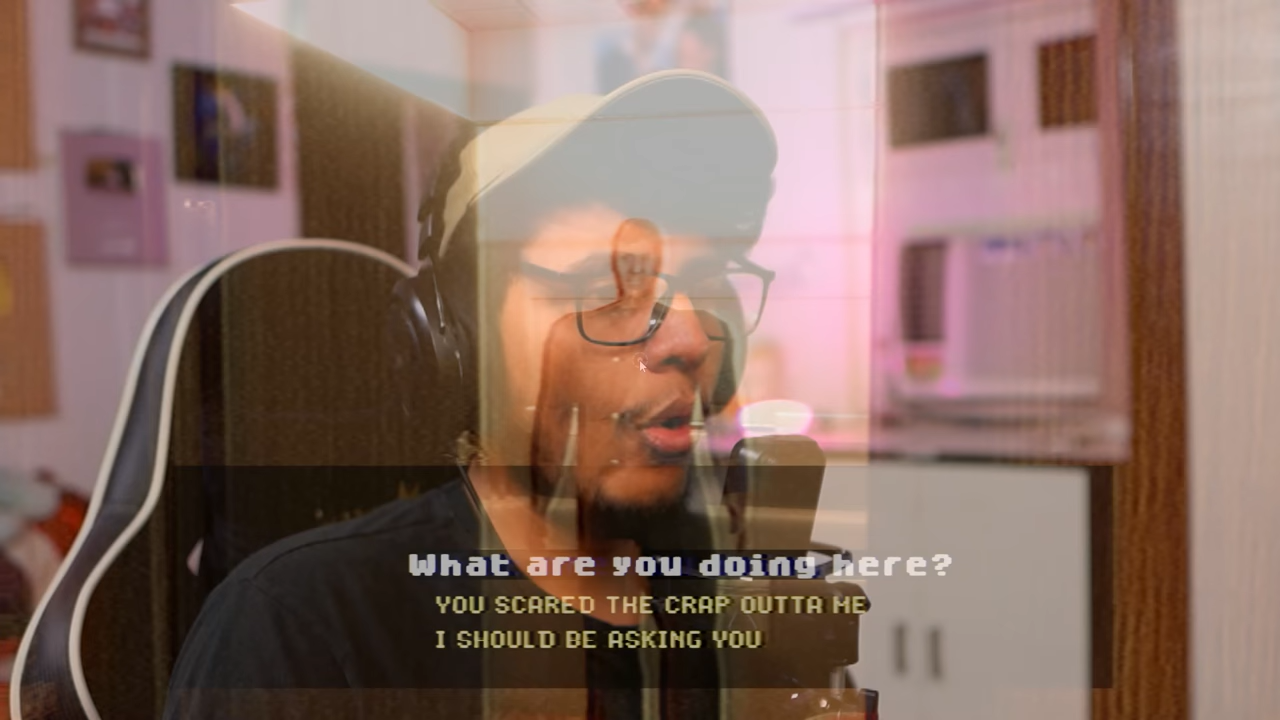 What are you doing here?
YOU SCARED THE CRAP OUTTA ME
I SHOULD BE ASKING YOU